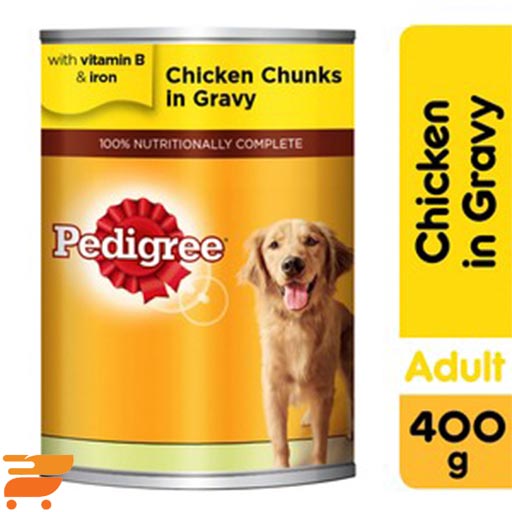 with vitamin B
& iron
Chicken Chunks
in Gravy
100% NUTRITIONALLY COMPLETE
Pedigree
Chicken
in Gravy
Adult
400
g